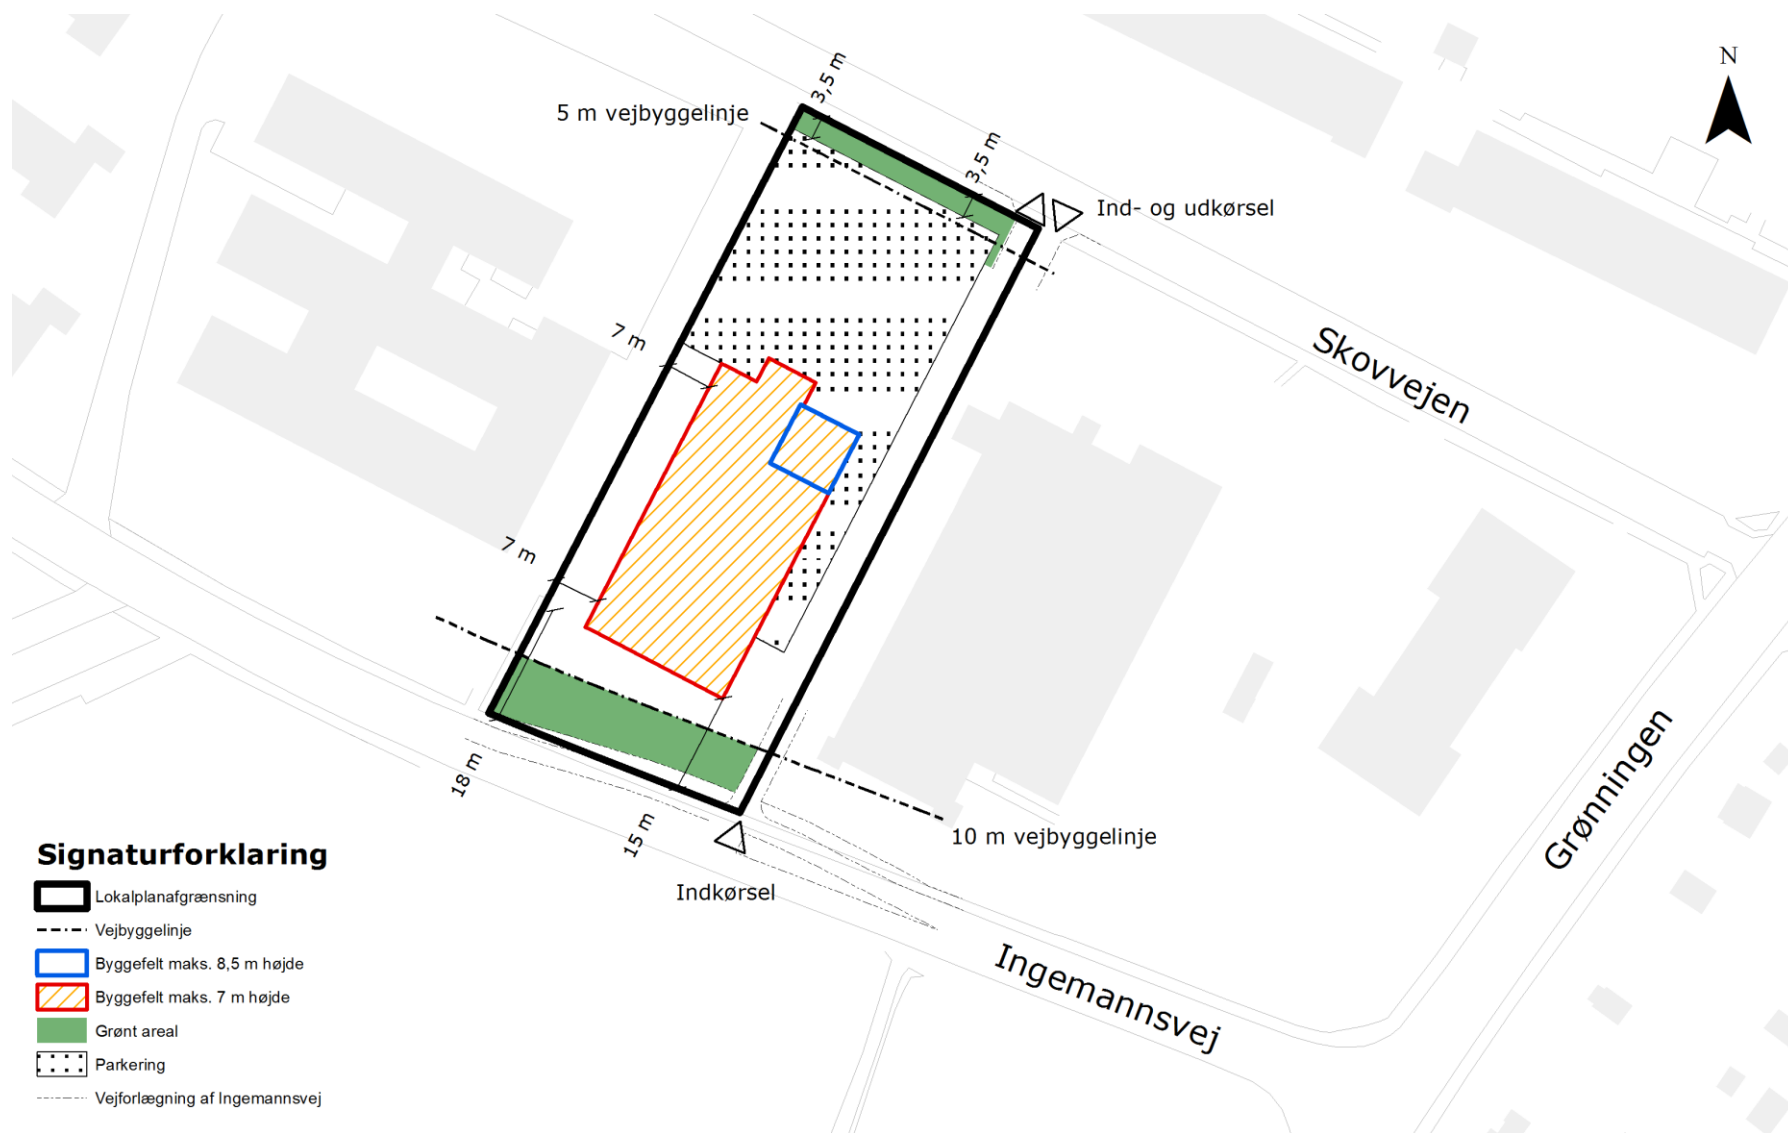 N
3,5 m
5 m vejbyggelinje
3,5 m
Ind- og udkørsel
7 m
Skovvejen
7 m
18 m
15 m
10 m vejbyggelinje
Indkørsel
Grønningen
Ingemannsvej
Signaturforklaring
Lokalplanafgrænsning
Vejbyggelinje
Byggefelt maks. 8,5 m højde
Byggefelt maks. 7 m højde
Grønt areal
Parkering
Vejforlægning af Ingemannsvej